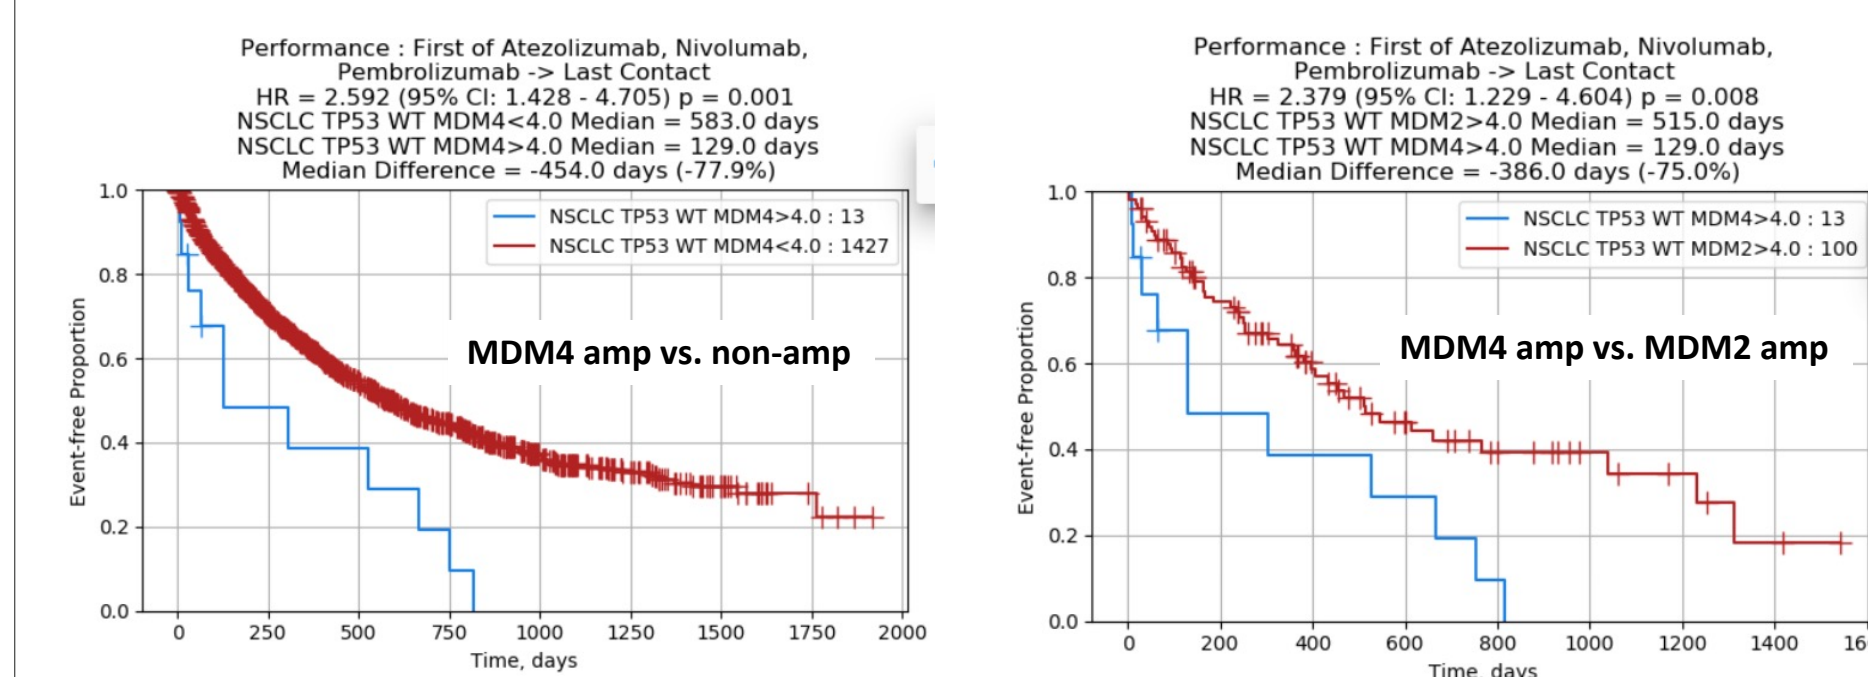 Performance : First of Atezolizumab, Nivolumab,
Pembrolizumab -> Last Contact
HR = 2.592 (95% CI: 1.428 - 4.705) p = 0.001
NSCLC TP53 WT MDM4<4.0 Median = 583.0 days
NSCLC TP53 WT MDM4>4.0 Median = 129.0 days
Median Difference = -454.0 days (-77.9%)
NSCLC TP53 WT MDM4>4.0 : 13
NSCLC TP53 WT MDM4<4.0 : 1427
MDM4 amp vs. non-amp
Event-free Proportion
1.0
0.8
0.6
0.4
0.2
0.0
0 250 500 750 1000 1250 1500 1750 2000
Time, days
Performance : First of Atezolizumab, Nivolumab,
Pembrolizumab -> Last Contact
HR = 2.379 (95% CI: 1.229 - 4.604) p = 0.008
NSCLC TP53 WT MDM2>4.0 Median = 515.0 days
NSCLC TP53 WT MDM4>4.0 Median = 129.0 days
Median Difference = -386.0 days (-75.0%)
NSCLC TP53 WT MDM4>4.0 : 13
NSCLC TP53 WT MDM2>4.0 : 100
MDM4 amp vs. MDM2 amp
Event-free Proportion
1.0
0.8
0.6
0.4
0.2
0.0
0 200 400 600 800 1000 1200 1400
Time, days